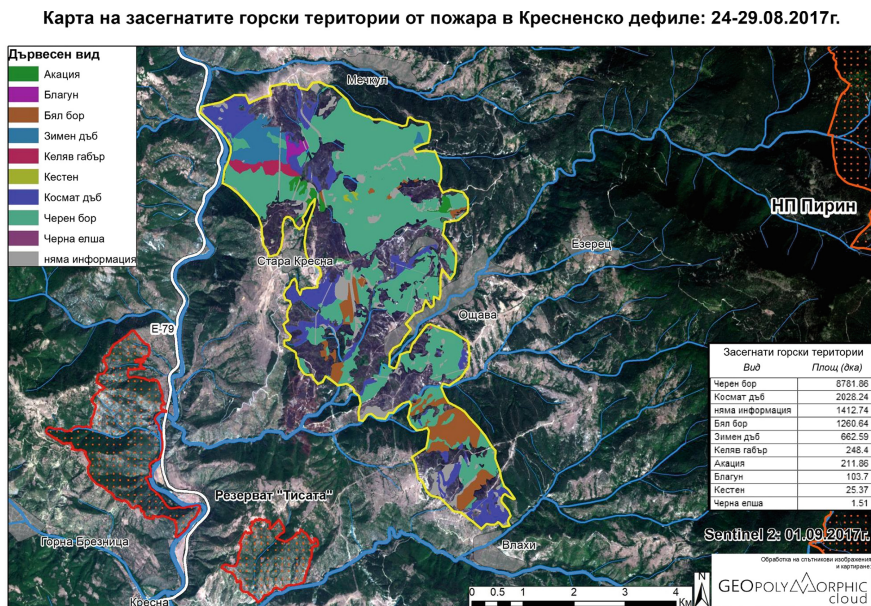 Карта на засегнатите горски територии от пожара в Кресненско дефиле: 24-29.08.2017г.
Дървесен вид
Акация
Благун
Бял бор
Зимен дъб
Келяв габър
Кестен
Космат дъб
Черен бор
Черна елша
няма информация
Мечкул
НП Пирин
Езерец
Стара Кресна
Ощава
Е-79
Резерват "Тисата"
Горна Брезница
Влахи
Кресна
Засегнати горски територии
Вид Площ (дка)
Черен бор 8781.86
Космат дъб 2028.24
няма информация 1412.74
Бял бор 1260.64
Зимен дъб 662.59
Келяв габър 248.4
Акация 211.86
Благун 103.7
Кестен 25.37
Черна елша 1.51
Sentinel 2: 01.09.2017г.
Обработка на спътникови изображения
и картиране:
GEOPOLYMORPHIC
cloud
0 0.5 1 2 3 4 Км
N